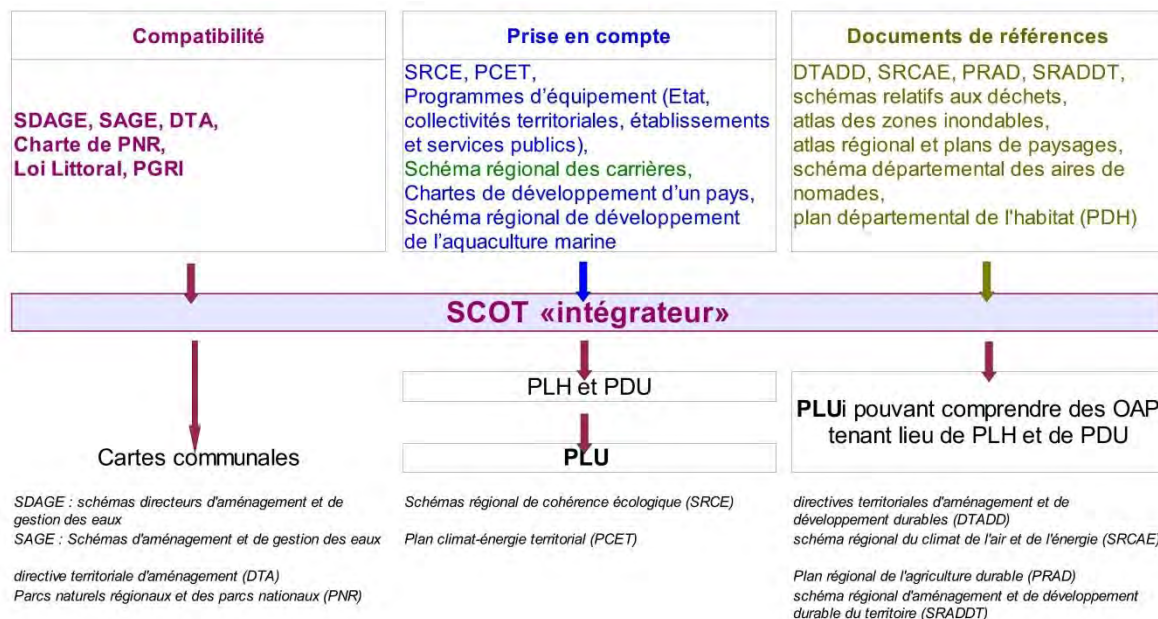 Compatibilité
SDAGE, SAGE, DTA,
Charte de PNR,
Loi Littoral, PGRI
Prise en compte
SRCE, PCET,
Programmes d'équipement (Etat,
collectivités territoriales, établissements
et services publics),
Schéma régional des carrières,
Chartes de développement d'un pays,
Schéma régional de développement
de l'aquaculture marine
Documents de références
DTADD, SRCAE, PRAD, SRADDT,
schémas relatifs aux déchets,
atlas des zones inondables,
atlas régional et plans de paysages,
schéma départemental des aires de
nomades,
plan départemental de l'habitat (PDH)
SCOT «intégrateur»
Cartes communales
PLH et PDU
PLU
PLUi pouvant comprendre des OAP
tenant lieu de PLH et de PDU
SDAGE : schémas directeurs d'aménagement et de
gestion des eaux
SAGE : Schémas d'aménagement et de gestion des eaux
directive territoriale d'aménagement (DTA)
Parcs naturels régionaux et des parcs nationaux (PNR)
Schémas régional de cohérence écologique (SRCE)
Plan climat-énergie territorial (PCET)
directives territoriales d'aménagement et de
développement durables (DTADD)
schéma régional du climat de l'air et de l'énergie (SRCAE)
Plan régional de l'agriculture durable (PRAD)
schéma régional d'aménagement et de développement
durable du territoire (SRADDT)